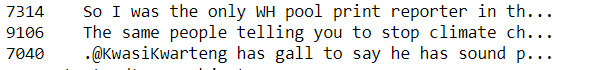 7314 So I was the only WH pool print reporter in th...
9106 The same people telling you to stop climate ch...
7040 .@KwasiKwarteng has gall to say he has sound p...